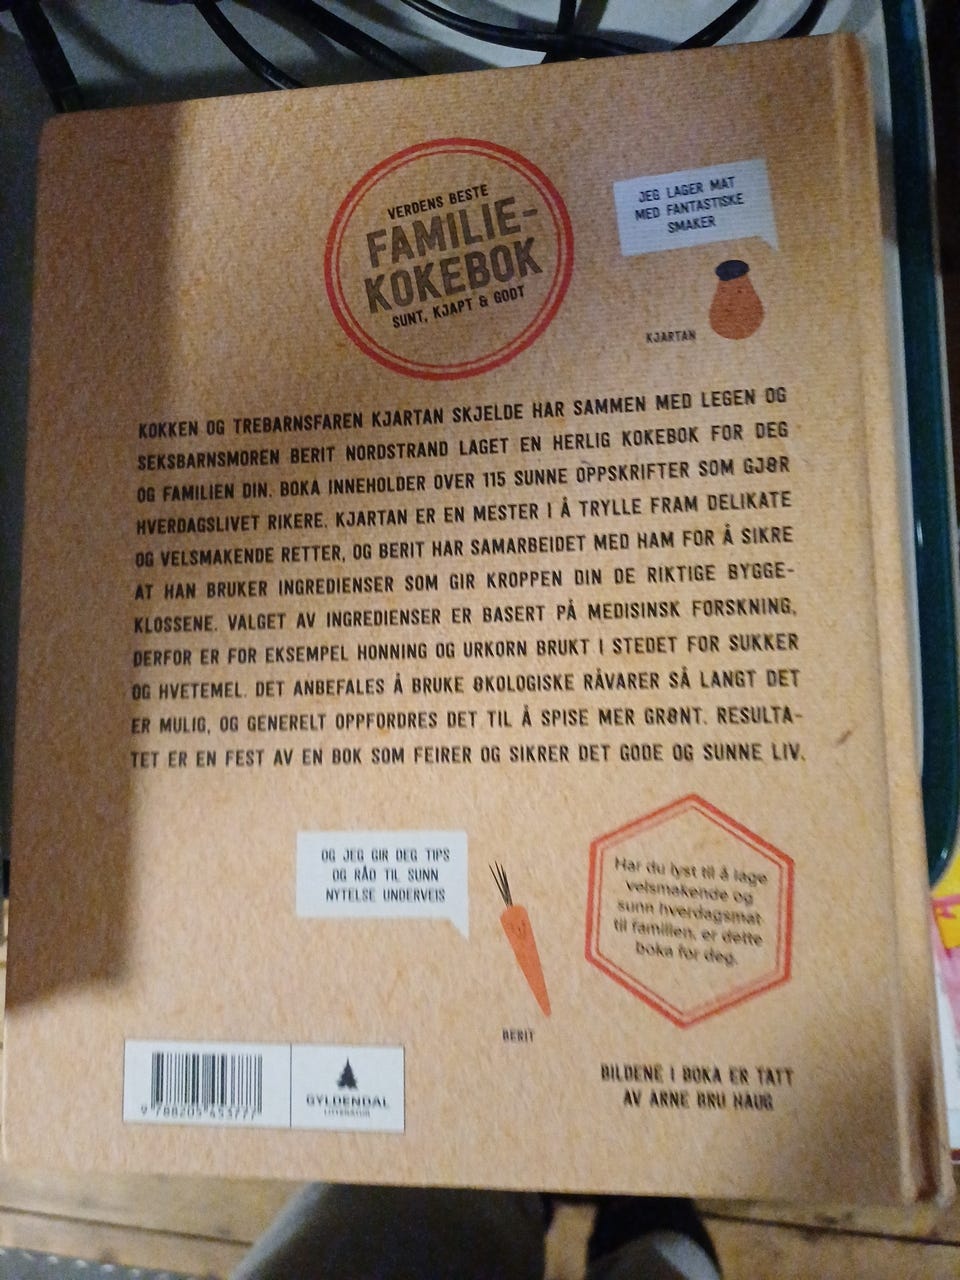 VERDENS BESTE
FAMILIE-
KOKEBOK
SUNT, KJAPT & GODT
JEG LAGER MAT
MED FANTASTISKE
SMAKER
KJARTAN
KOKKEN OG TREBARNSFAREN KJARTAN SKJELDE HAR SAMMEN MED LEGEN OG
SEKSBARNSMOREN BERIT NORDSTRAND LAGET EN HERLIG KOKEBOK FOR DEG
OG FAMILIEN DIN. BOKA INNEHOLDER OVER 115 SUNNE OPPSKRIFTER SOM GJØR
HVERDAGSLIVET RIKERE. KJARTAN ER EN MESTER I Å TRYLLE FRAM DELIKATE
OG VELSMAKENDE RETTER, OG BERIT HAR SAMARBEIDET MED HAM FOR Å SIKRE
AT HAN BRUKER INGREDIENSER SOM GIR KROPPEN DIN DE RIKTIGE BYGGE-
KLOSSENE. VALGET AV INGREDIENSER ER BASERT PÅ MEDISINSK FORSKNING,
DERFOR ER FOR EKSEMPEL HONNING OG URKORN BRUKT I STEDET FOR SUKKER
OG HVETEMEL. DET ANBEFALES Å BRUKE ØKOLOGISKE RÅVARER SÅ LANGT DET
ER MULIG, OG GENERELT OPPFORDRES DET TIL Å SPISE MER GRØNT. RESULTA-
TET ER EN FEST AV EN BOK SOM FEIRER OG SIKRER DET GODE OG SUNNE LIV.
OG JEG GIR DEG TIPS
OG RÅD TIL SUNN
NYTELSE UNDERVEIS
BERIT
Har du lyst til å lage
velsmakende og
sunn hverdagsmat
til familien, er dette
boka for deg.
BILDENE I BOKA ER TATT
AV ARNE BRU HAUG
9 788205 453777
GYLDENDAL
LITTERATUR